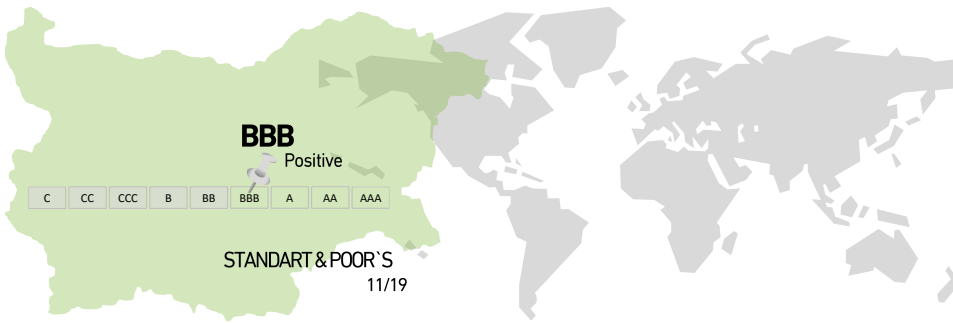 BBB
Positive
C CC CCC B BB BBB A AA AAA
STANDART & POOR`S
11/19